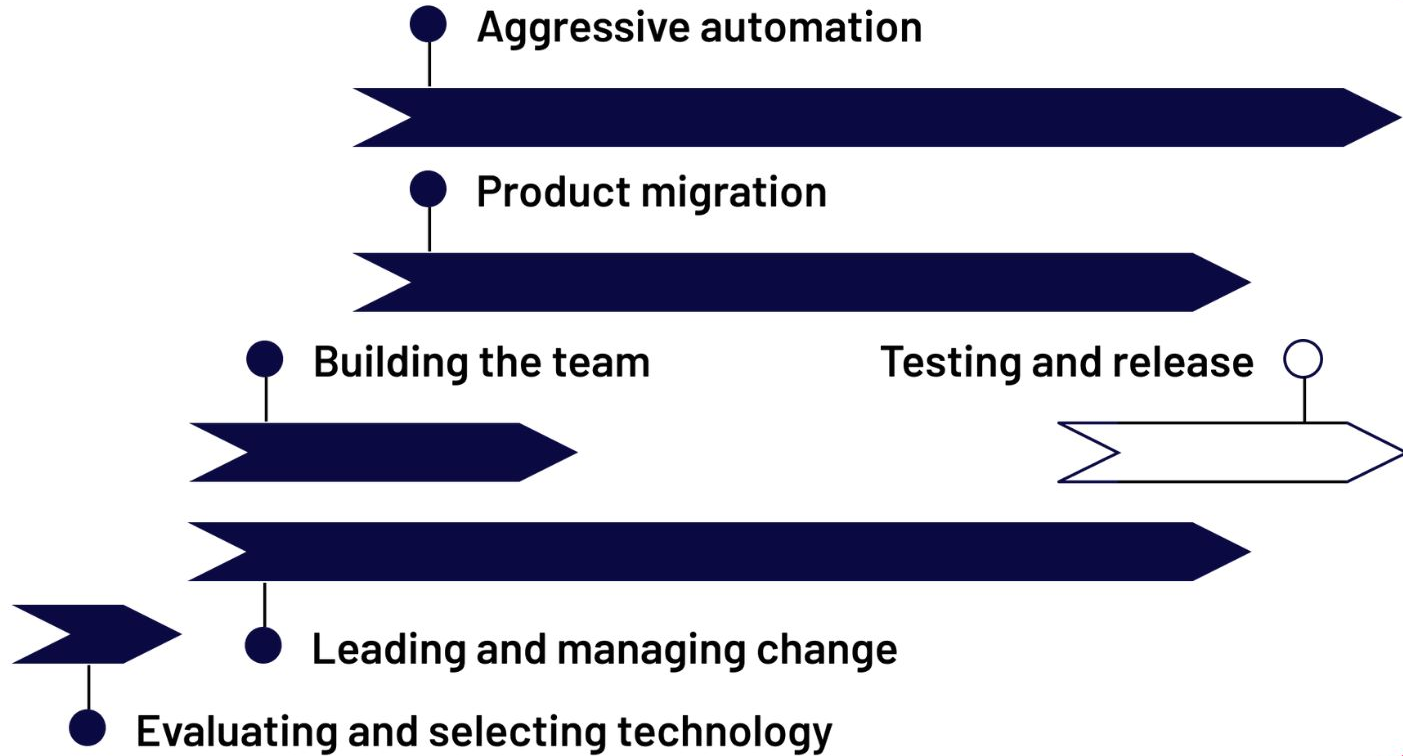 Aggressive automation
Product migration
Building the team
Testing and release
Leading and managing change
Evaluating and selecting technology